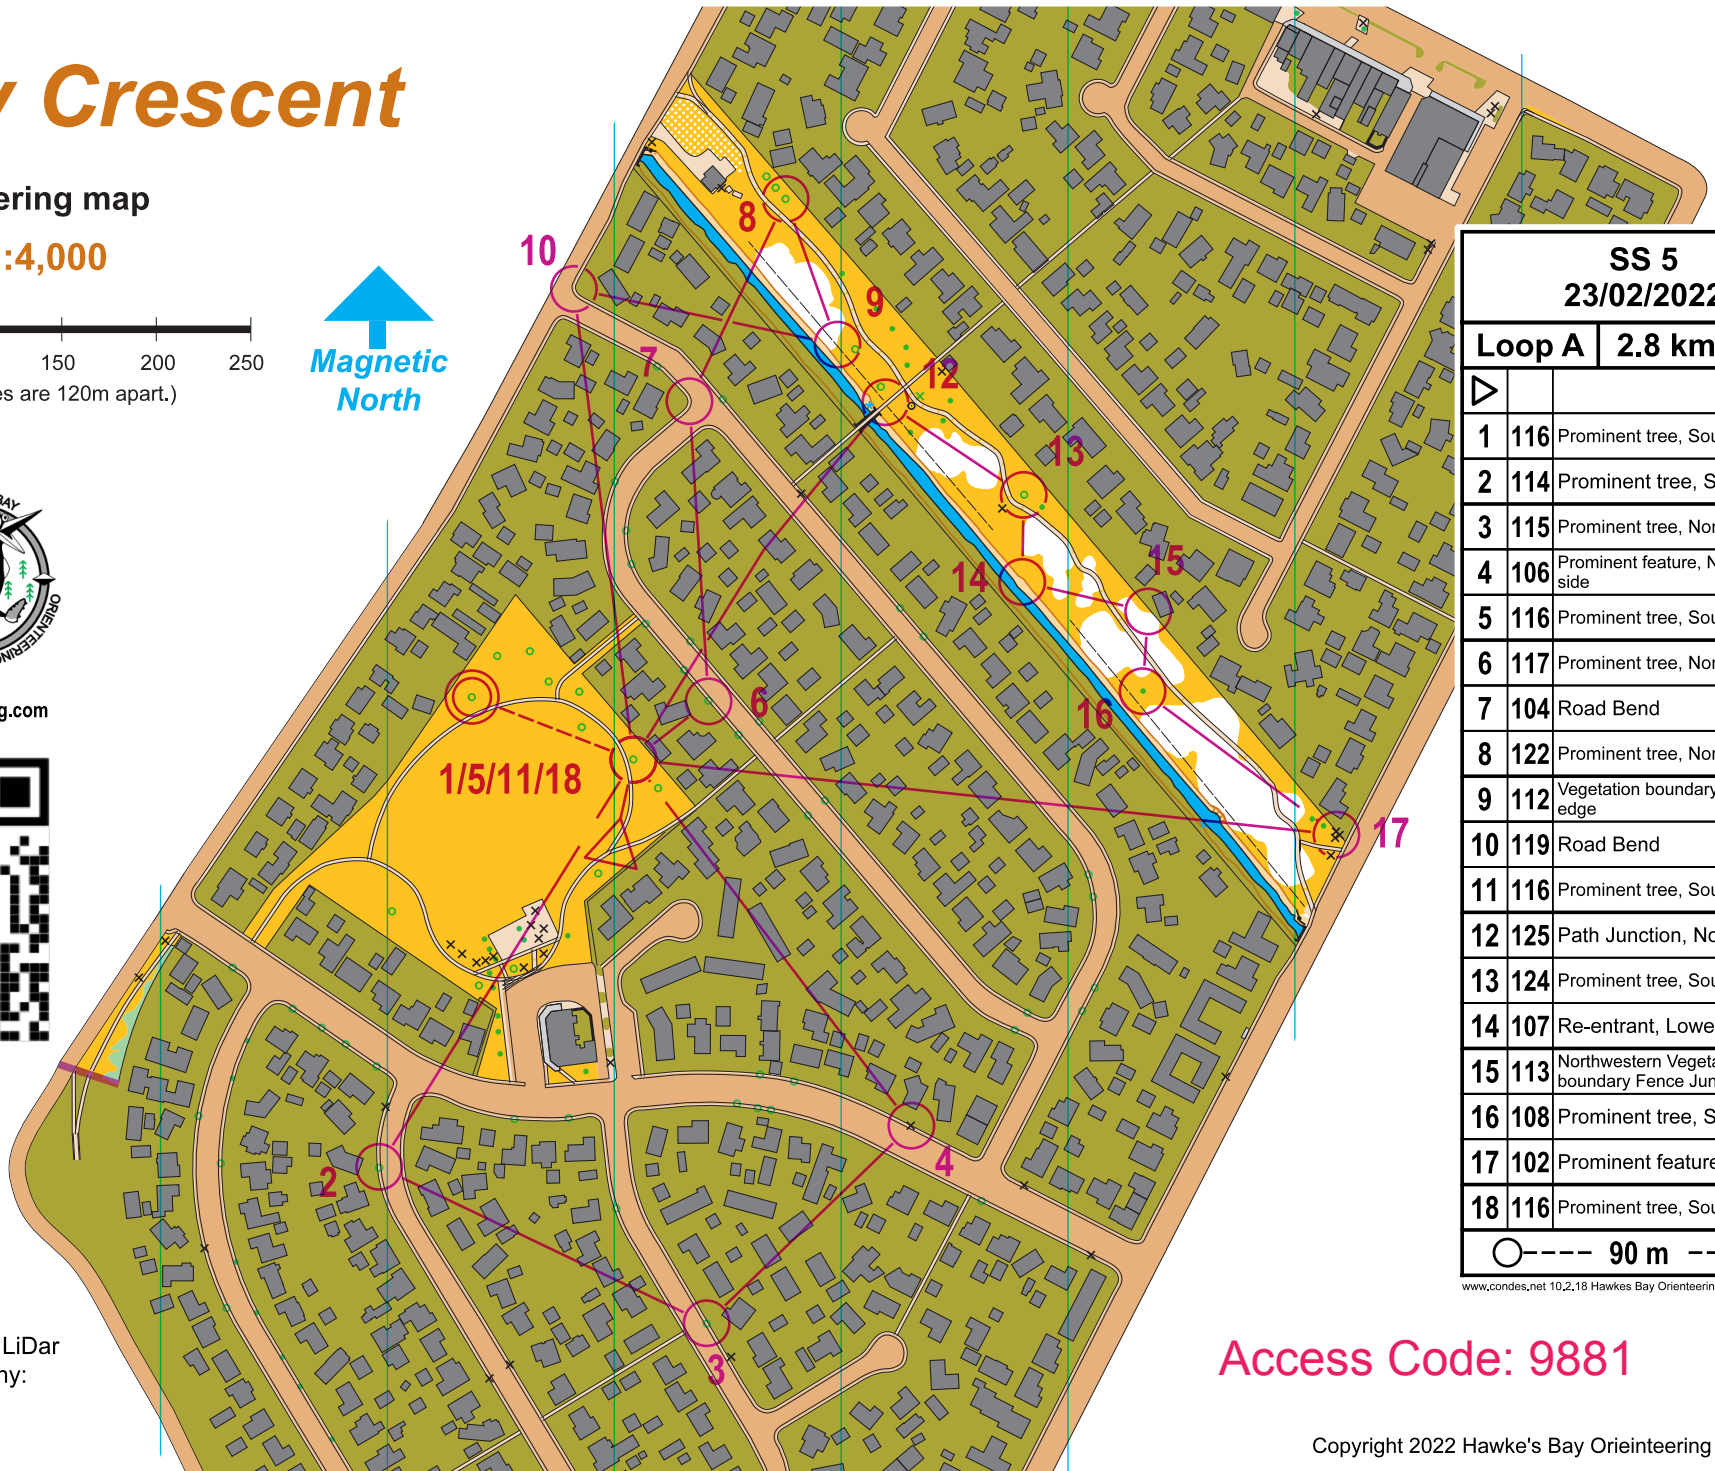 Crescent
ering map
:4,000
150 200 250
es are 120m apart.)
Magnetic
North
BAY
ORIENTEERING
g.com
LiDar
ny:
10
8
9
7
12
13
14
15
6
16
1/5/11/18
17
2
4
3
SS 5
23/02/2022
Loop A 2.8 km
1 116 Prominent tree, Sou
2 114 Prominent tree, S
3 115 Prominent tree, Nor
4 106 Prominent feature, N
side
5 116 Prominent tree, Sou
6 117 Prominent tree, Nor
7 104 Road Bend
8 122 Prominent tree, Nor
9 112 Vegetation boundary
edge
10 119 Road Bend
11 116 Prominent tree, Sou
12 125 Path Junction, No
13 124 Prominent tree, Sou
14 107 Re-entrant, Lowe
15 113 Northwestern Vegeta
boundary Fence Jun
16 108 Prominent tree, S
17 102 Prominent feature
18 116 Prominent tree, Sou
90 m
www.condes.net 10.2.18 Hawkes Bay Orienteerin
Access Code: 9881
Copyright 2022 Hawke's Bay Orieinteering